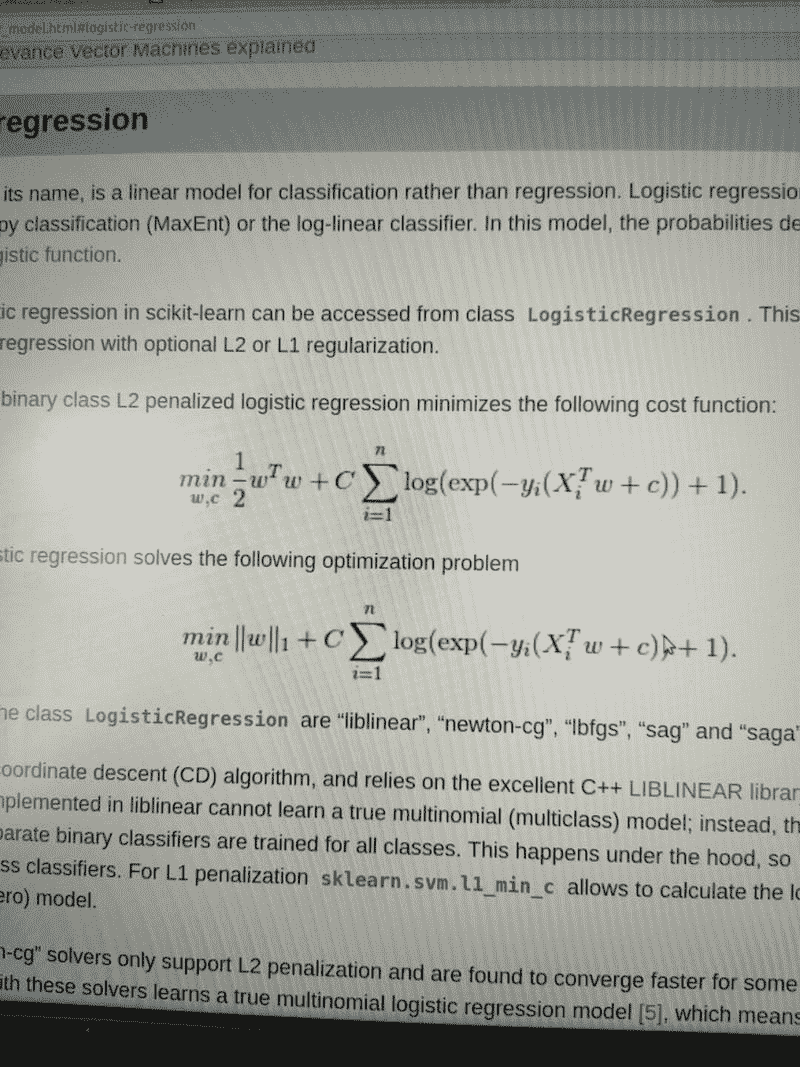 _model.html#logistic-regression
evance Vector Machines explained
regression
its name, is a linear model for classification rather than regression. Logistic regressio
py classification (MaxEnt) or the log-linear classifier. In this model, the probabilities de
gistic function.
tic regression in scikit-learn can be accessed from class LogisticRegression . This
regression with optional L2 or L1 regularization.
binary class L2 penalized logistic regression minimizes the following cost function:
min_{w,c} \frac{1}{2} w^T w + C \sum_{i=1}^{n} \log(\exp(-y_i(X_i^T w + c)) + 1).
stic regression solves the following optimization problem
min_{w,c} ||w||_1 + C \sum_{i=1}^{n} \log(\exp(-y_i(X_i^T w + c)) + 1).
he class LogisticRegression are “liblinear”, “newton-cg”, “lbfgs”, “sag” and “saga”
coordinate descent (CD) algorithm, and relies on the excellent C++ LIBLINEAR librar
mplemented in liblinear cannot learn a true multinomial (multiclass) model; instead, th
parate binary classifiers are trained for all classes. This happens under the hood, so
ss classifiers. For L1 penalization sklearn.svm.l1_min_c allows to calculate the lo
ero) model.
n-cg” solvers only support L2 penalization and are found to converge faster for some
ith these solvers learns a true multinomial logistic regression model [5], which means